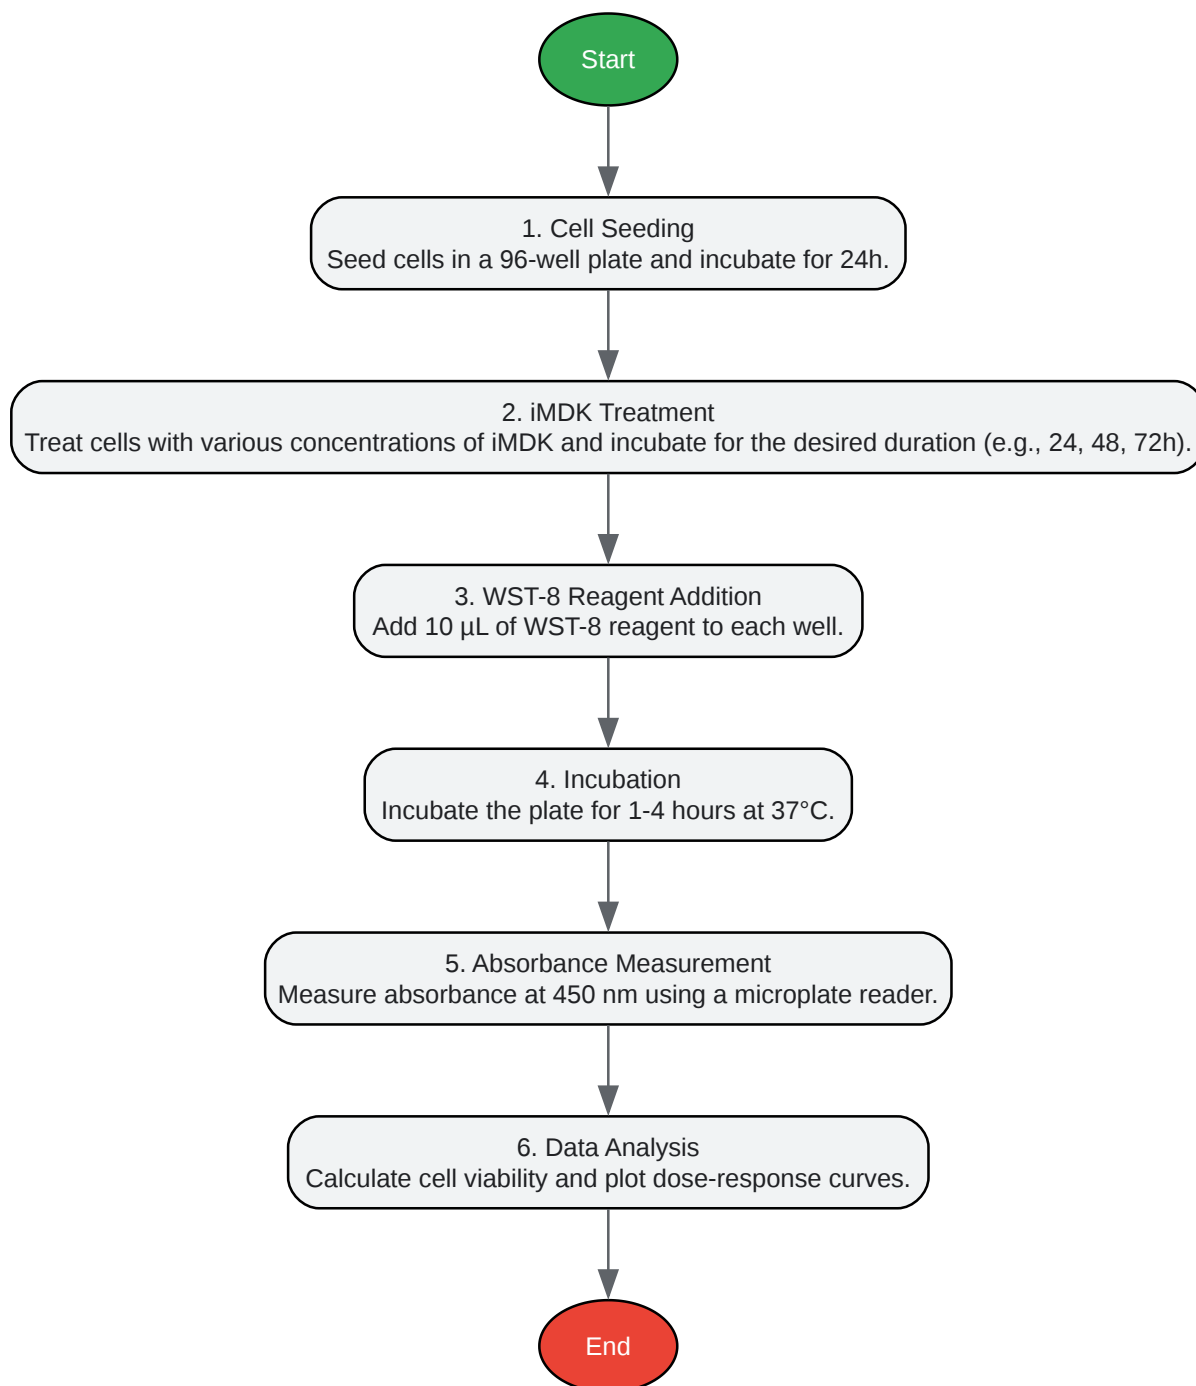 Start
1. Cell Seeding
Seed cells in a 96-well plate and incubate for 24h.
2. iMDK Treatment
Treat cells with various concentrations of iMDK and incubate for the desired duration (e.g., 24, 48, 72h).
3. WST-8 Reagent Addition
Add 10 µL of WST-8 reagent to each well.
4. Incubation
Incubate the plate for 1-4 hours at 37°C.
5. Absorbance Measurement
Measure absorbance at 450 nm using a microplate reader.
6. Data Analysis
Calculate cell viability and plot dose-response curves.
End